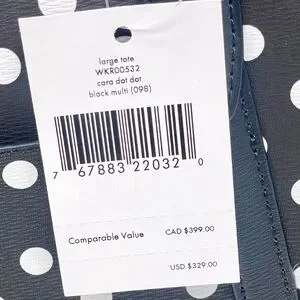 large tote
WKR00532
cara dot dot
black multi (098)
7 67883 22032 0
Comparable Value CAD $399.00
USD $329.00